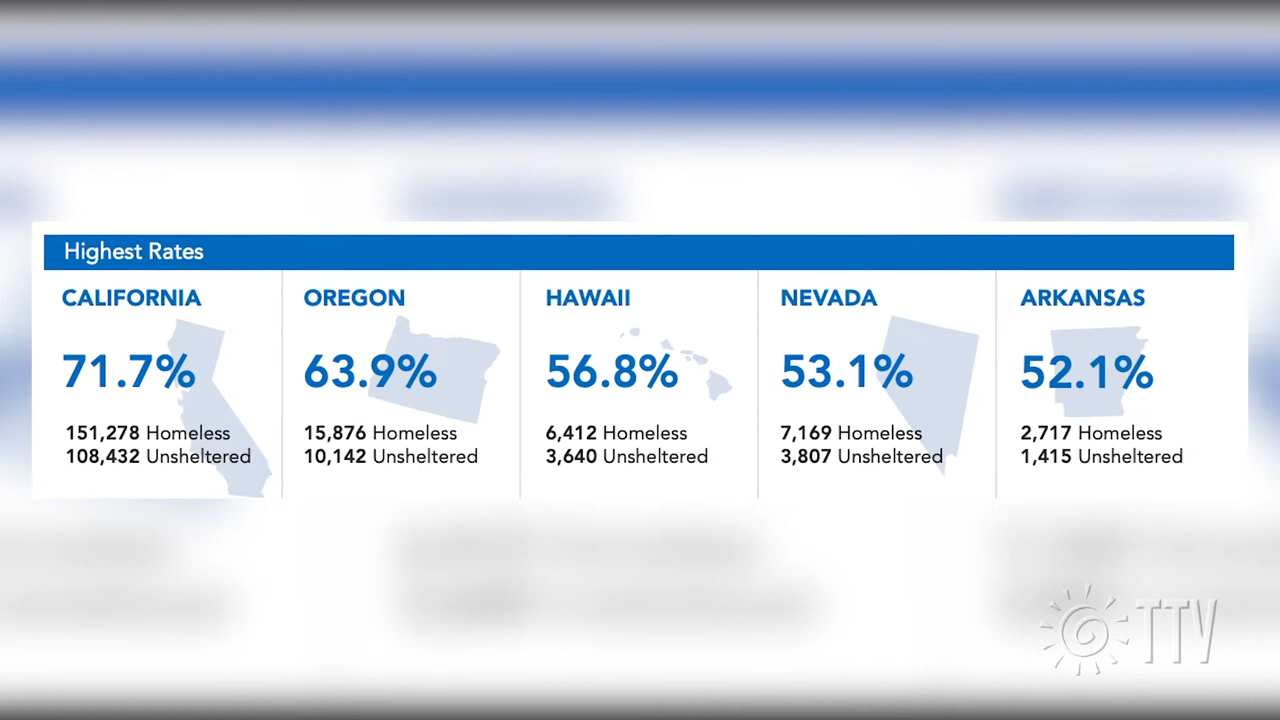 Highest Rates
CALIFORNIA
71.7%
151,278 Homeless
108,432 Unsheltered
OREGON
63.9%
15,876 Homeless
10,142 Unsheltered
HAWAII
56.8%
6,412 Homeless
3,640 Unsheltered
NEVADA
53.1%
7,169 Homeless
3,807 Unsheltered
ARKANSAS
52.1%
2,717 Homeless
1,415 Unsheltered
TTV